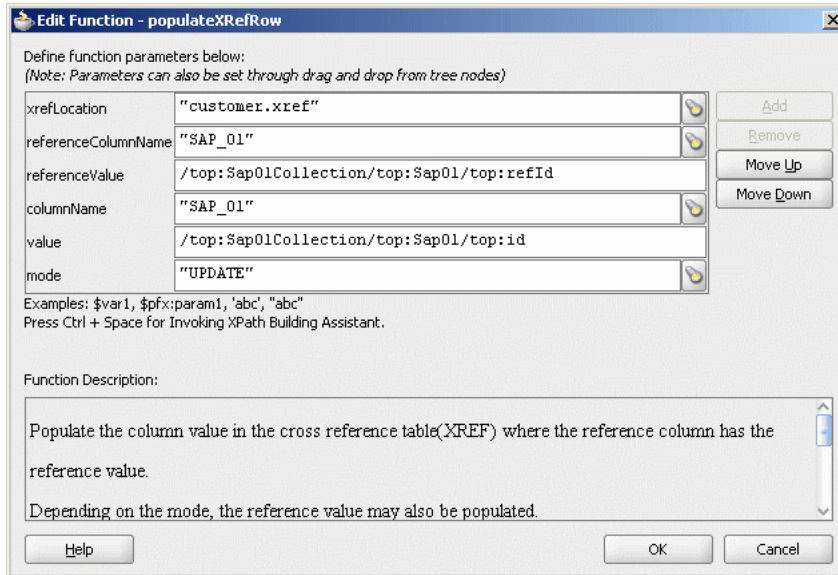 Edit Function - populateXRefRow
Define function parameters below:
(Note: Parameters can also be set through drag and drop from tree nodes)
xrefLocation "customer.xref" Add
referenceColumnName "SAP_01" Remove
referenceValue /top:Sap01Collection/top:Sap01/top:refId Move Up
columnName "SAP_01" Move Down
value /top:Sap01Collection/top:Sap01/top:id
mode "UPDATE"
Examples: $var1, $pfx:param1, 'abc', "abc"
Press Ctrl + Space for Invoking XPath Building Assistant.
Function Description:
Populate the column value in the cross reference table(XREF) where the reference column has the
reference value.
Depending on the mode, the reference value may also be populated.
Help OK Cancel